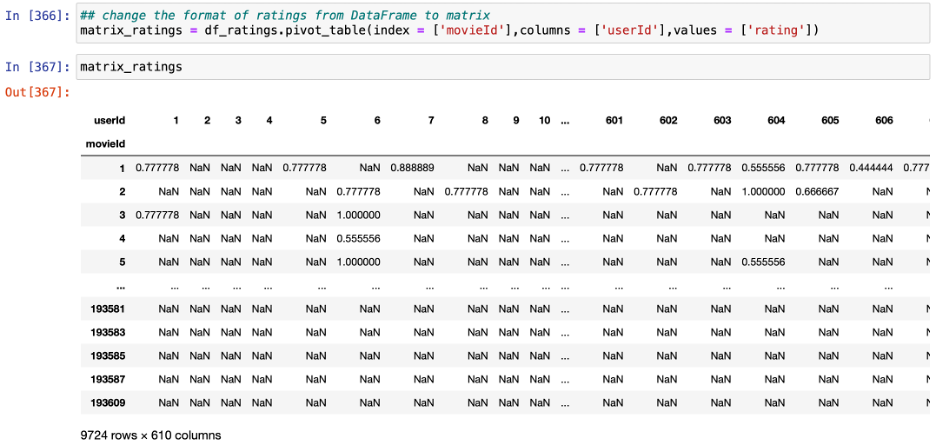 In [366]: ## change the format of ratings from DataFrame to matrix
matrix_ratings = df_ratings.pivot_table(index = ['movieId'],columns = ['userId'],values = ['rating'])
In [367]: matrix_ratings
Out[367]:
userId 1 2 3 4 5 6 7 8 9 10 ... 601 602 603 604 605 606
movieId
1 0.777778 NaN NaN NaN 0.777778 NaN 0.888889 NaN NaN NaN ... 0.777778 NaN 0.777778 0.555556 0.777778 0.444444 0.777
2 NaN NaN NaN NaN NaN 0.777778 NaN 0.777778 NaN NaN ... NaN 0.777778 NaN 1.000000 0.666667 NaN N
3 0.777778 NaN NaN NaN NaN 1.000000 NaN NaN NaN NaN ... NaN NaN NaN NaN NaN NaN N
4 NaN NaN NaN NaN NaN 0.555556 NaN NaN NaN NaN ... NaN NaN NaN NaN NaN NaN N
5 NaN NaN NaN NaN NaN 1.000000 NaN NaN NaN NaN ... NaN NaN NaN 0.555556 NaN NaN N
... ... ... ... ... ... ... ... ... ... ... ... ... ... ... ... ... ...
193581 NaN NaN NaN NaN NaN NaN NaN NaN NaN NaN ... NaN NaN NaN NaN NaN NaN N
193583 NaN NaN NaN NaN NaN NaN NaN NaN NaN NaN ... NaN NaN NaN NaN NaN NaN N
193585 NaN NaN NaN NaN NaN NaN NaN NaN NaN NaN ... NaN NaN NaN NaN NaN NaN N
193587 NaN NaN NaN NaN NaN NaN NaN NaN NaN NaN ... NaN NaN NaN NaN NaN NaN N
193609 NaN NaN NaN NaN NaN NaN NaN NaN NaN NaN ... NaN NaN NaN NaN NaN NaN N
9724 rows × 610 columns